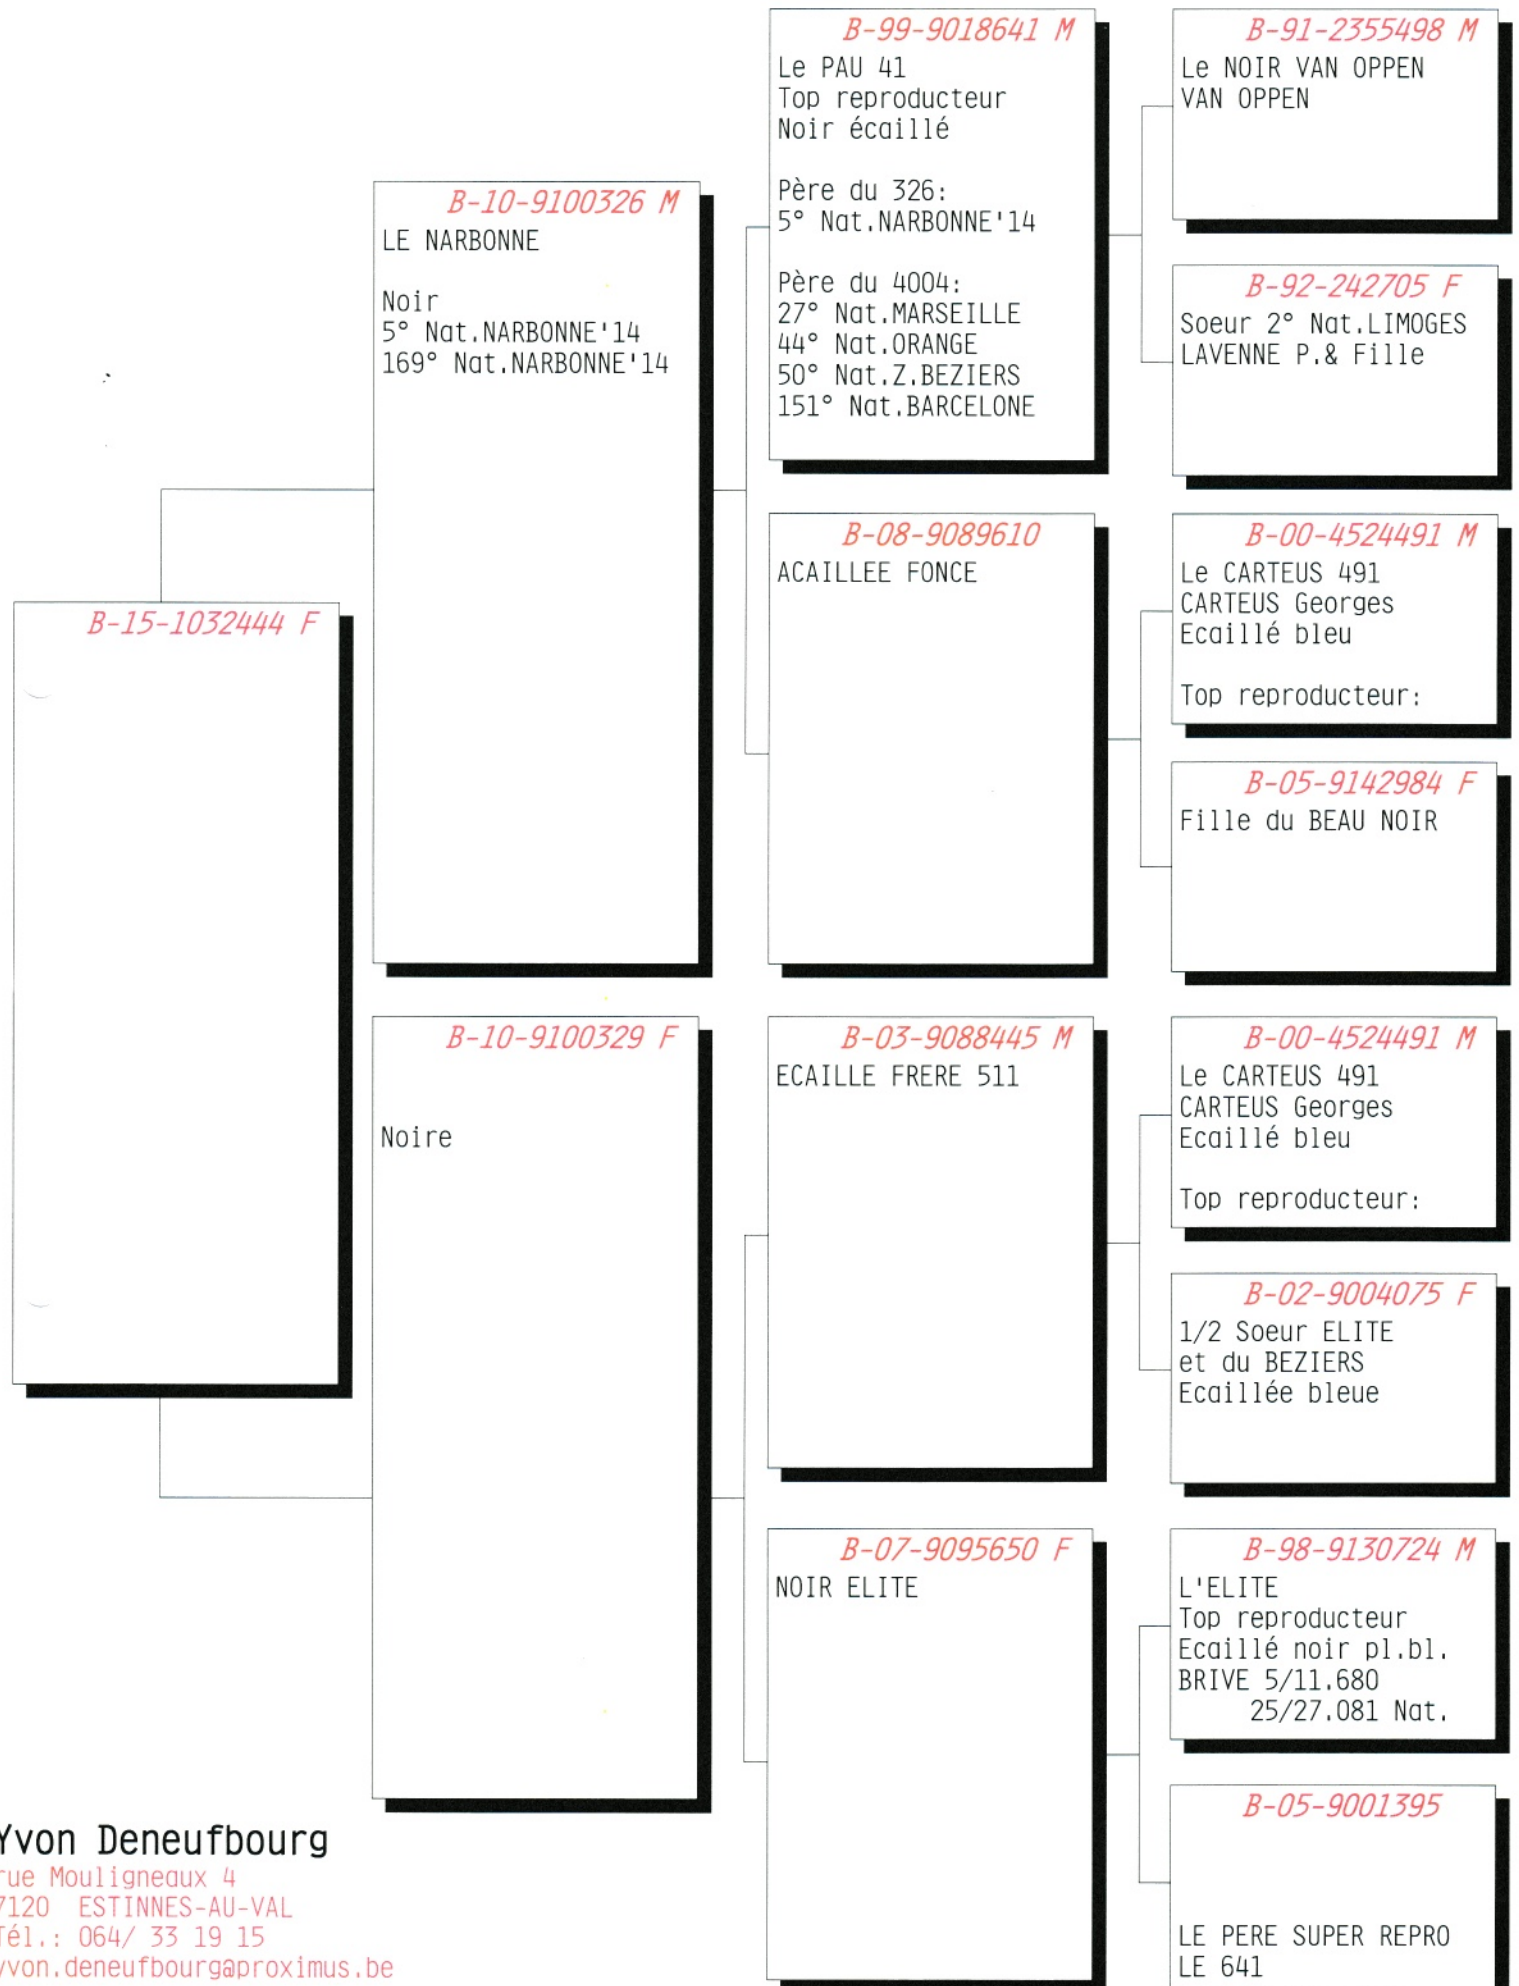 B-15-1032444 F
B-10-9100326 M
LE NARBONNE
Noir
5° Nat.NARBONNE'14
169° Nat.NARBONNE'14
B-10-9100329 F
Noire
B-99-9018641 M
Le PAU 41
Top reproducteur
Noir écaillé
Père du 326:
5° Nat.NARBONNE'14
Père du 4004:
27° Nat.MARSEILLE
44° Nat.ORANGE
50° Nat.Z.BEZIERS
151° Nat.BARCELONE
B-08-9089610
ACAILLEE FONCE
B-03-9088445 M
ECAILLE FRERE 511
B-07-9095650 F
NOIR ELITE
B-91-2355498 M
Le NOIR VAN OPPEN
VAN OPPEN
B-92-242705 F
Soeur 2° Nat.LIMOGES
LAVENNE P.& Fille
B-00-4524491 M
Le CARTEUS 491
CARTEUS Georges
Ecaillé bleu
Top reproducteur:
B-05-9142984 F
Fille du BEAU NOIR
B-00-4524491 M
Le CARTEUS 491
CARTEUS Georges
Ecaillé bleu
Top reproducteur:
B-02-9004075 F
1/2 Soeur ELITE
et du BEZIERS
Ecaillée bleue
B-98-9130724 M
L'ELITE
Top reproducteur
Ecaillé noir pl.bl.
BRIVE 5/11.680
25/27.081 Nat.
B-05-9001395
LE PERE SUPER REPRO
LE 641
Yvon Deneufbourg
rue Mouligneaux 4
7120 ESTINNES-AU-VAL
Tél.: 064/ 33 19 15
yvon.deneufbourg@proximus.be